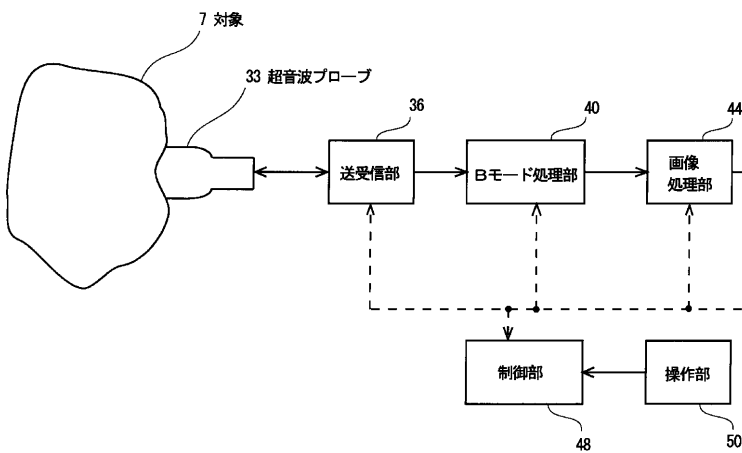 7 対象
33 超音波プローブ
36
40
44
送受信部
Bモード処理部
画像
処理部
制御部
操作部
48
50